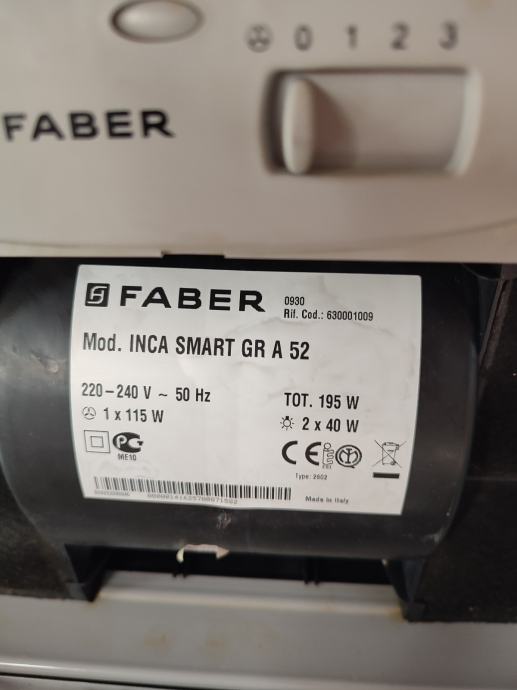 0 1 2 3
FABER
FABER
0930
Rif. Cod.: 630001009
Mod. INCA SMART GR A 52
220-240 V ~ 50 Hz
TOT. 195 W
1 x 115 W
2 x 40 W
ME10
Type: 2602
Made in Italy